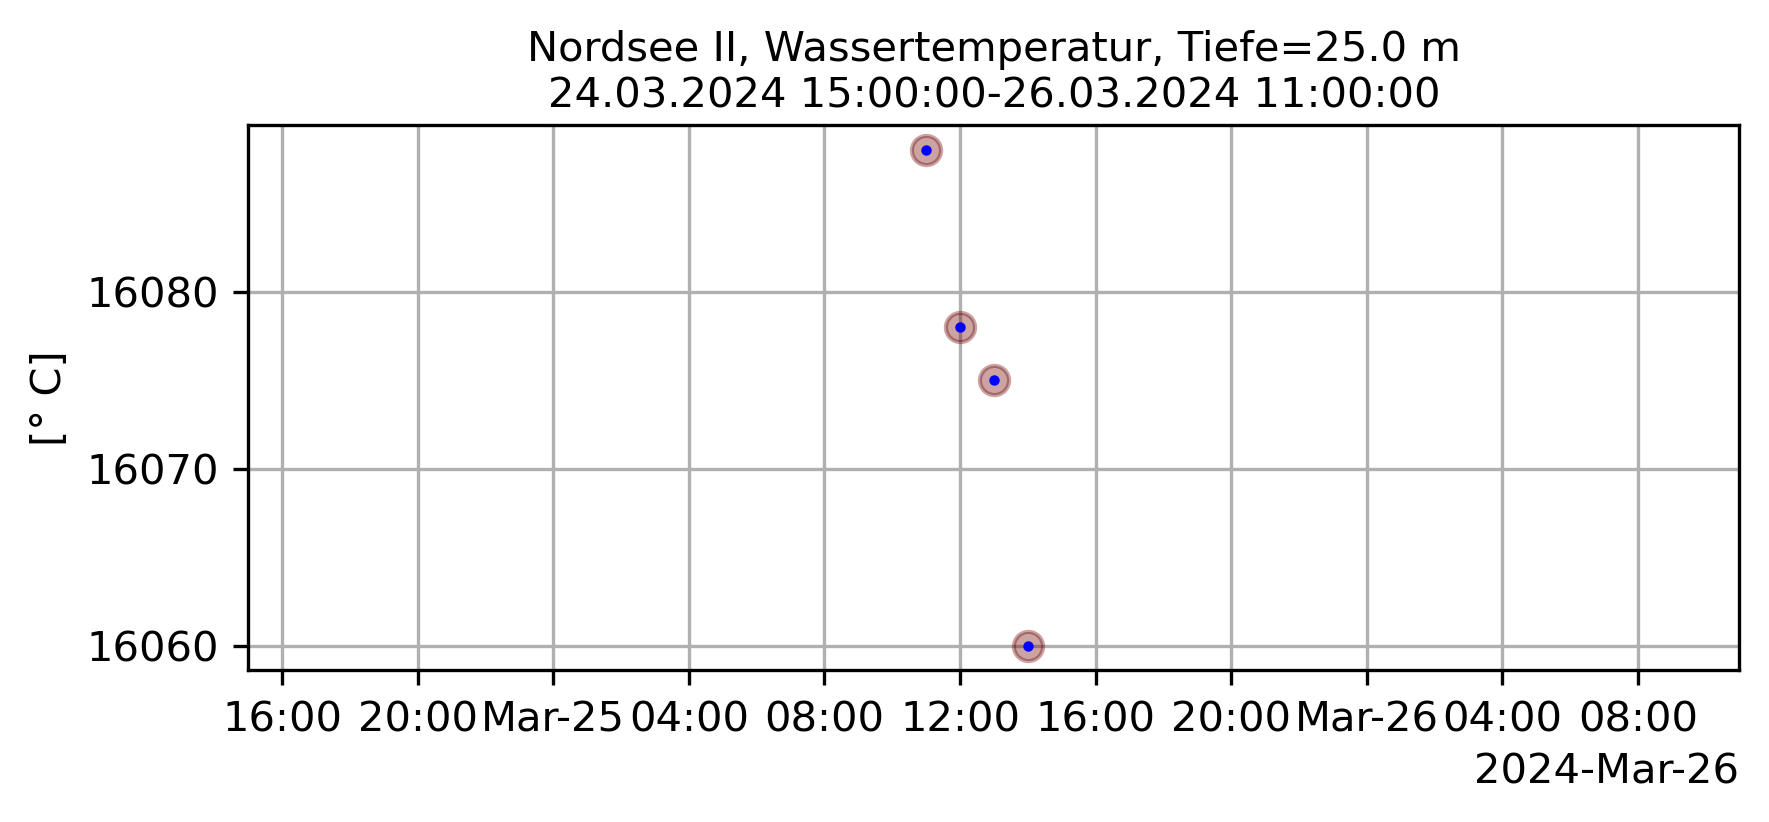 Nordsee II, Wassertemperatur, Tiefe=25.0 m
24.03.2024 15:00:00-26.03.2024 11:00:00
[° C]
16080
16070
16060
16:00 20:00 Mar-25 04:00 08:00 12:00 16:00 20:00 Mar-26 04:00 08:00
2024-Mar-26